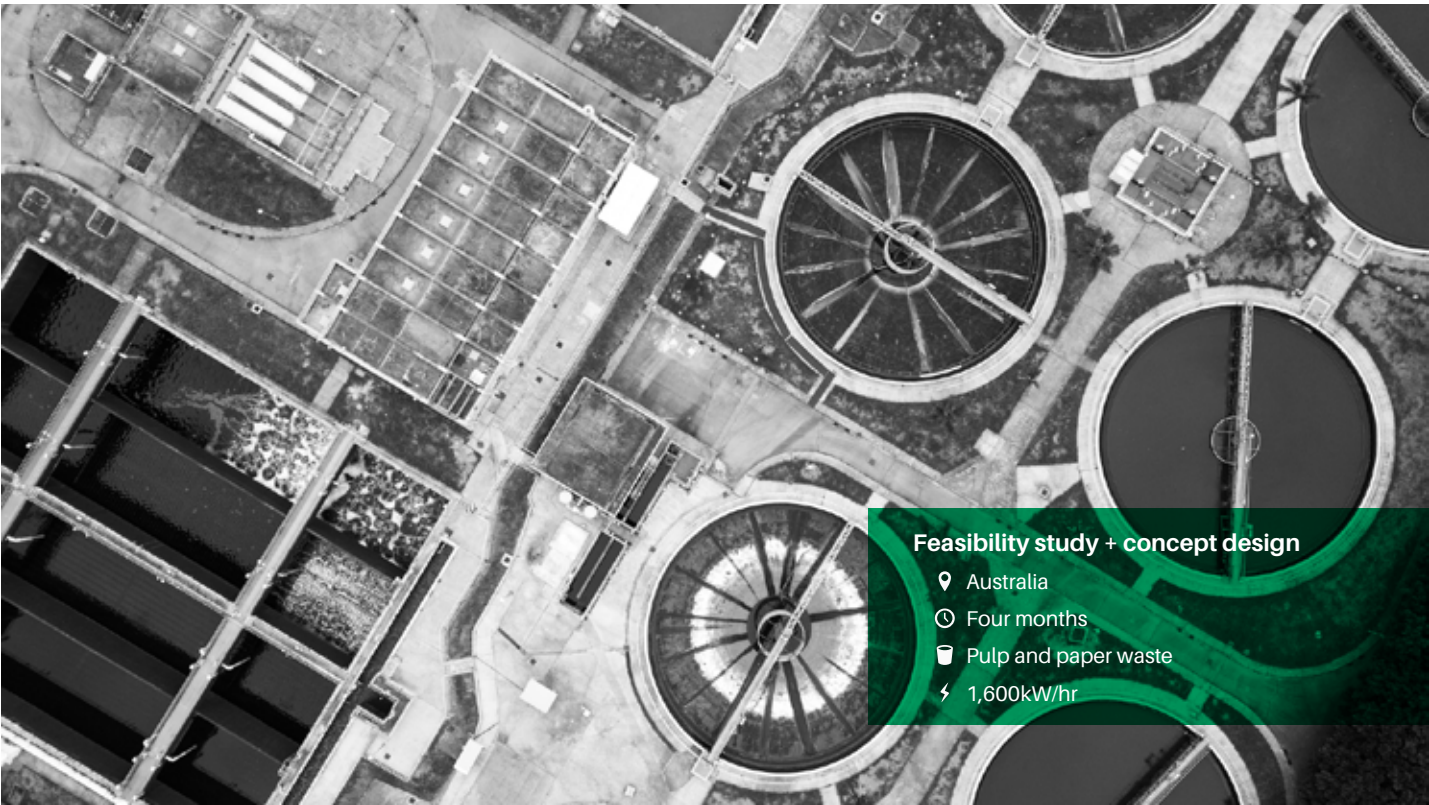 Feasibility study + concept design
Australia
Four months
Pulp and paper waste
1,600kW/hr